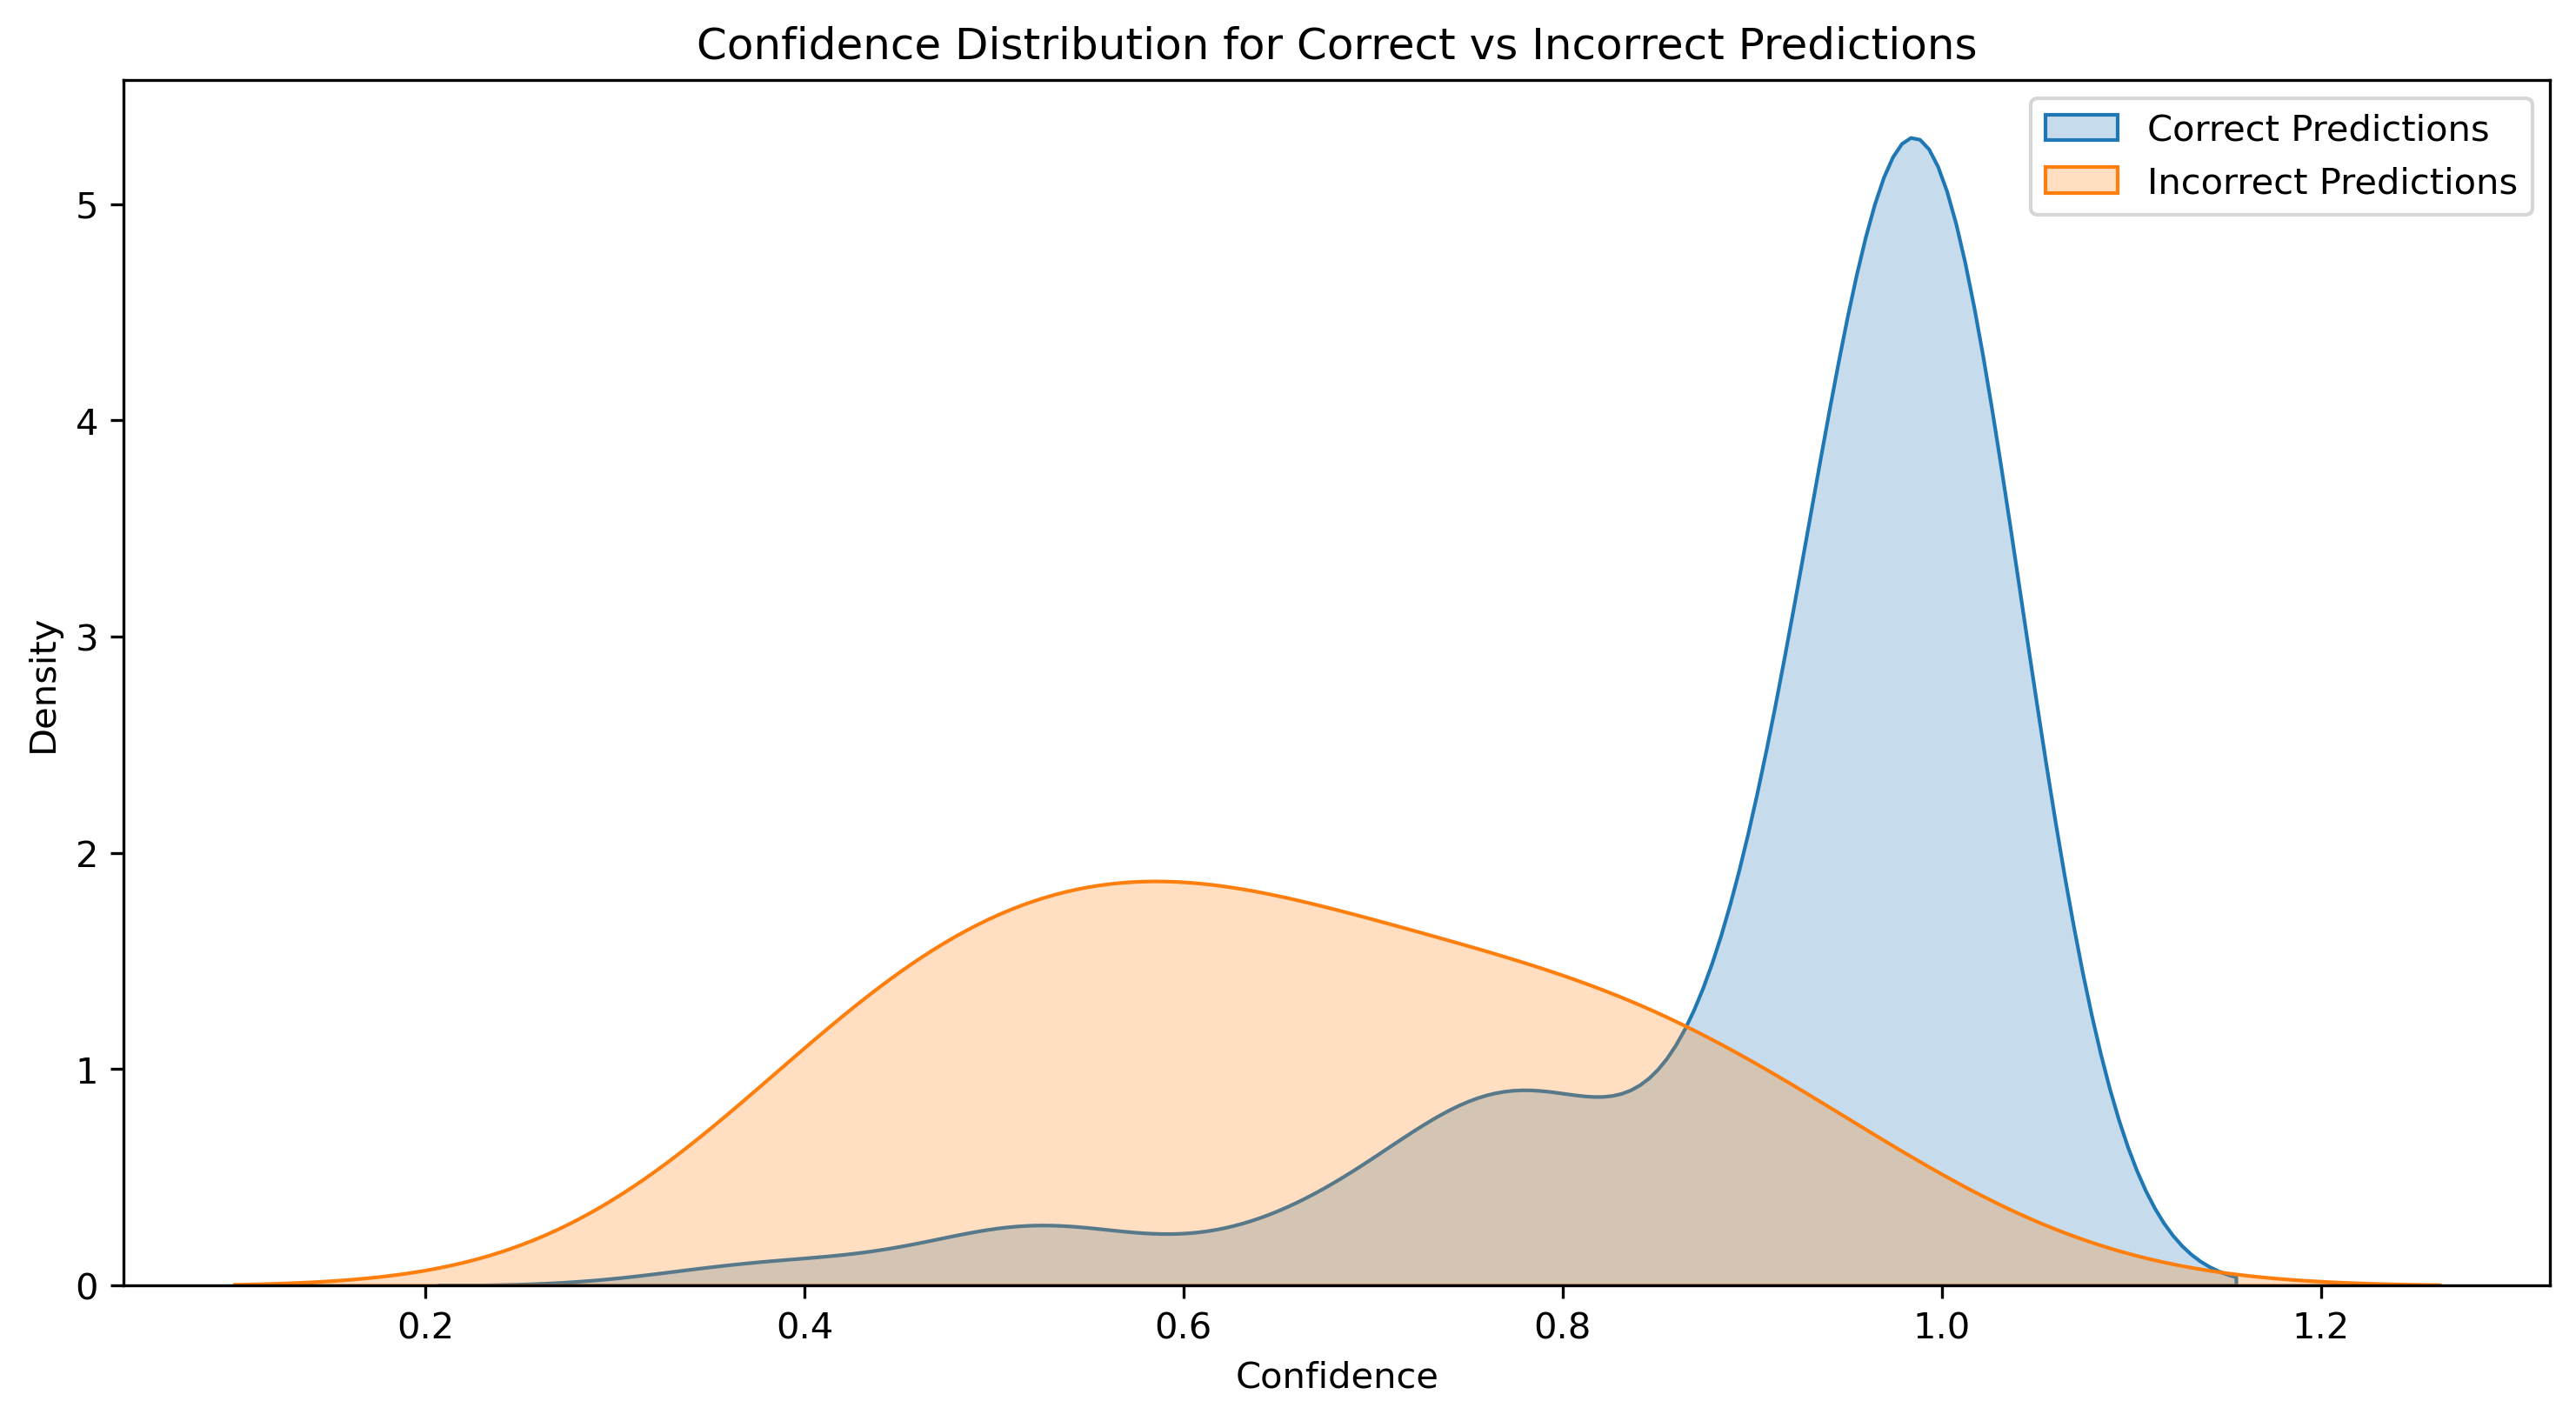 Confidence Distribution for Correct vs Incorrect Predictions
Correct Predictions
Incorrect Predictions
5
4
3
2
1
0
Density
0.2 0.4 0.6 0.8 1.0 1.2
Confidence